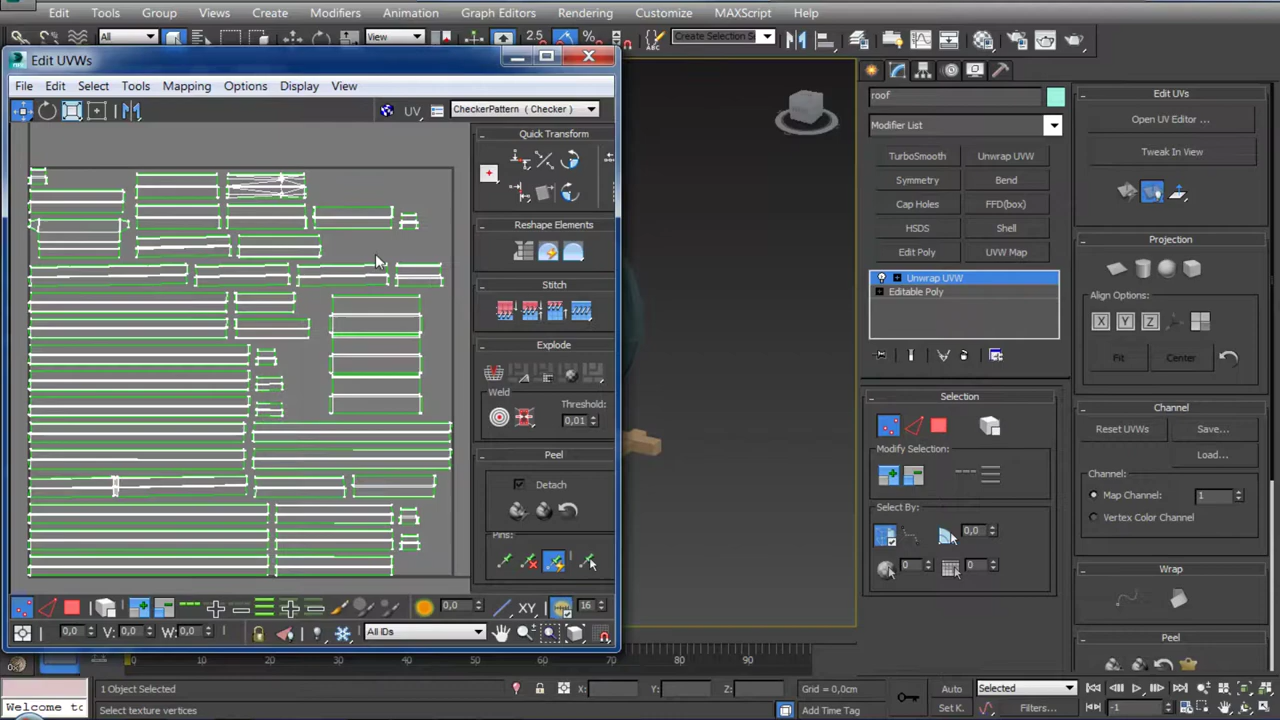 Edit Tools Group Views Create Modifiers Animation Graph Editors Rendering Customize MAXScript Help
All View 2.5 % Create Selection Se
Edit UVWs
File Edit Select Tools Mapping Options Display View
UV CheckerPattern ( Checker )
Quick Transform
Reshape Elements
Stitch
Explode
Weld
Threshold:
0,01
Peel
Detach
Pins:
0,0 XY 16
U: 0,0 V: 0,0 W: 0,0 All IDs
roof
Modifier List
TurboSmooth Unwrap UVW
Symmetry Bend
Cap Holes FFD(box)
HSDS Shell
Edit Poly UVW Map
Unwrap UVW
Editable Poly
Selection
Modify Selection:
Select By:
0,0
0 0
Edit UVs
Open UV Editor ...
Tweak In View
Projection
Align Options:
X Y Z
Fit Center
Channel
Reset UVWs Save...
Load...
Channel:
Map Channel: 1
Vertex Color Channel
Wrap
Peel
0 10 20 30 40 50 60 70 80 90
1 Object Selected X: Y: Z: Grid = 0,0cm Auto Selected
Welcome to Select texture vertices Add Time Tag Set K. Filters... -1